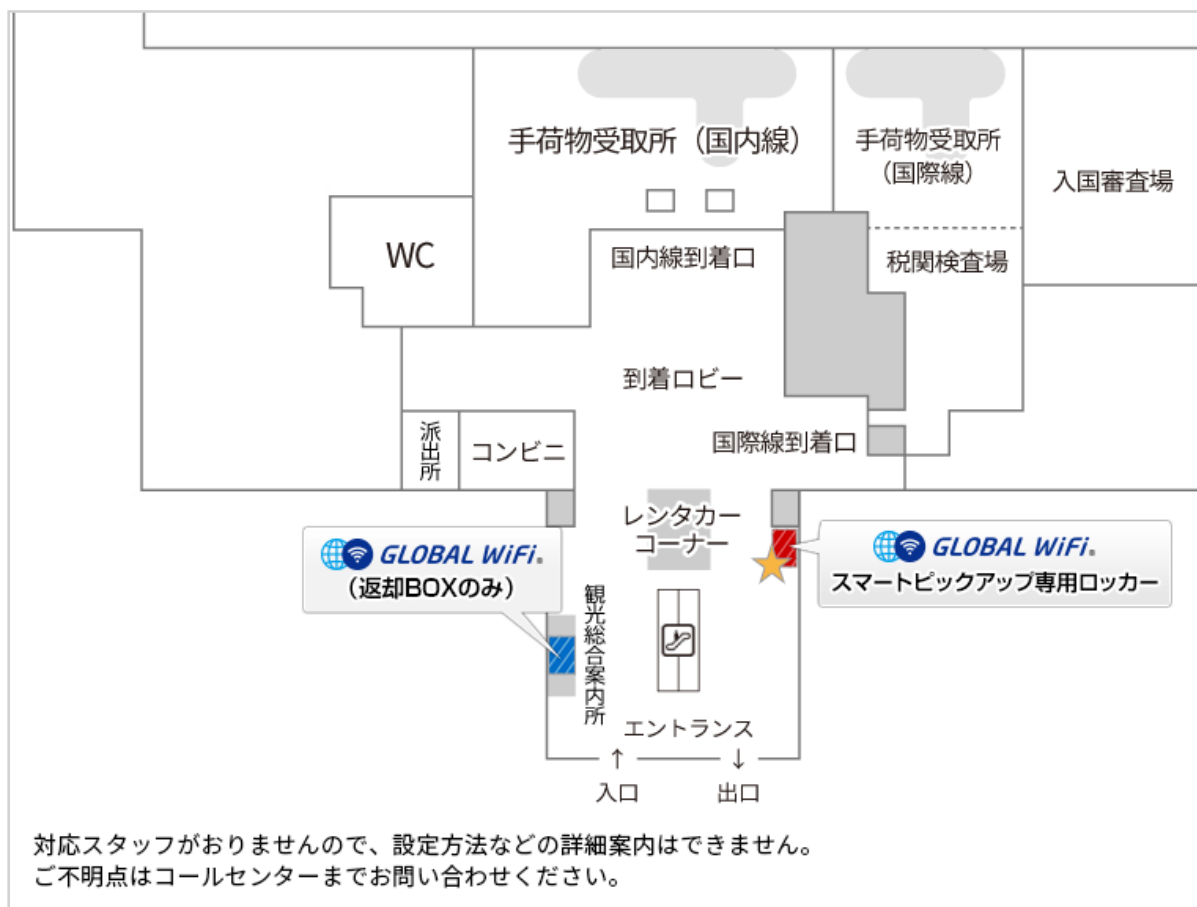 手荷物受取所（国内線）
手荷物受取所
（国際線）
入国審査場
WC
国内線到着口
税関検査場
到着ロビー
派出所
コンビニ
国際線到着口
レンタカー
コーナー
GLOBAL WiFi®
（返却BOXのみ）
GLOBAL WiFi®
スマートピックアップ専用ロッカー
観光総合案内所
エントランス
↑ ↓
入口 出口
対応スタッフがおりませんので、設定方法などの詳細案内はできません。
ご不明点はコールセンターまでお問い合わせください。